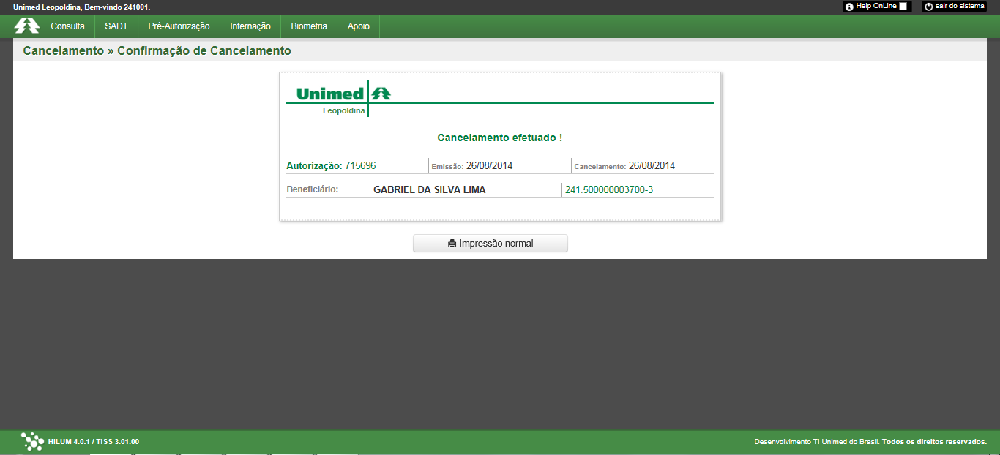 Unimed Leopoldina, Bem-vindo 241001.
Help OnLine
sair do sistema
Consulta SADT Pré-Autorização Internação Biometria Apoio
Cancelamento » Confirmação de Cancelamento
Unimed
Leopoldina
Cancelamento efetuado !
Autorização: 715696 Emissão: 26/08/2014 Cancelamento: 26/08/2014
Beneficiário: GABRIEL DA SILVA LIMA 241.500000003700-3
Impressão normal
HILUM 4.0.1 / TISS 3.01.00
Desenvolvimento TI Unimed do Brasil. Todos os direitos reservados.